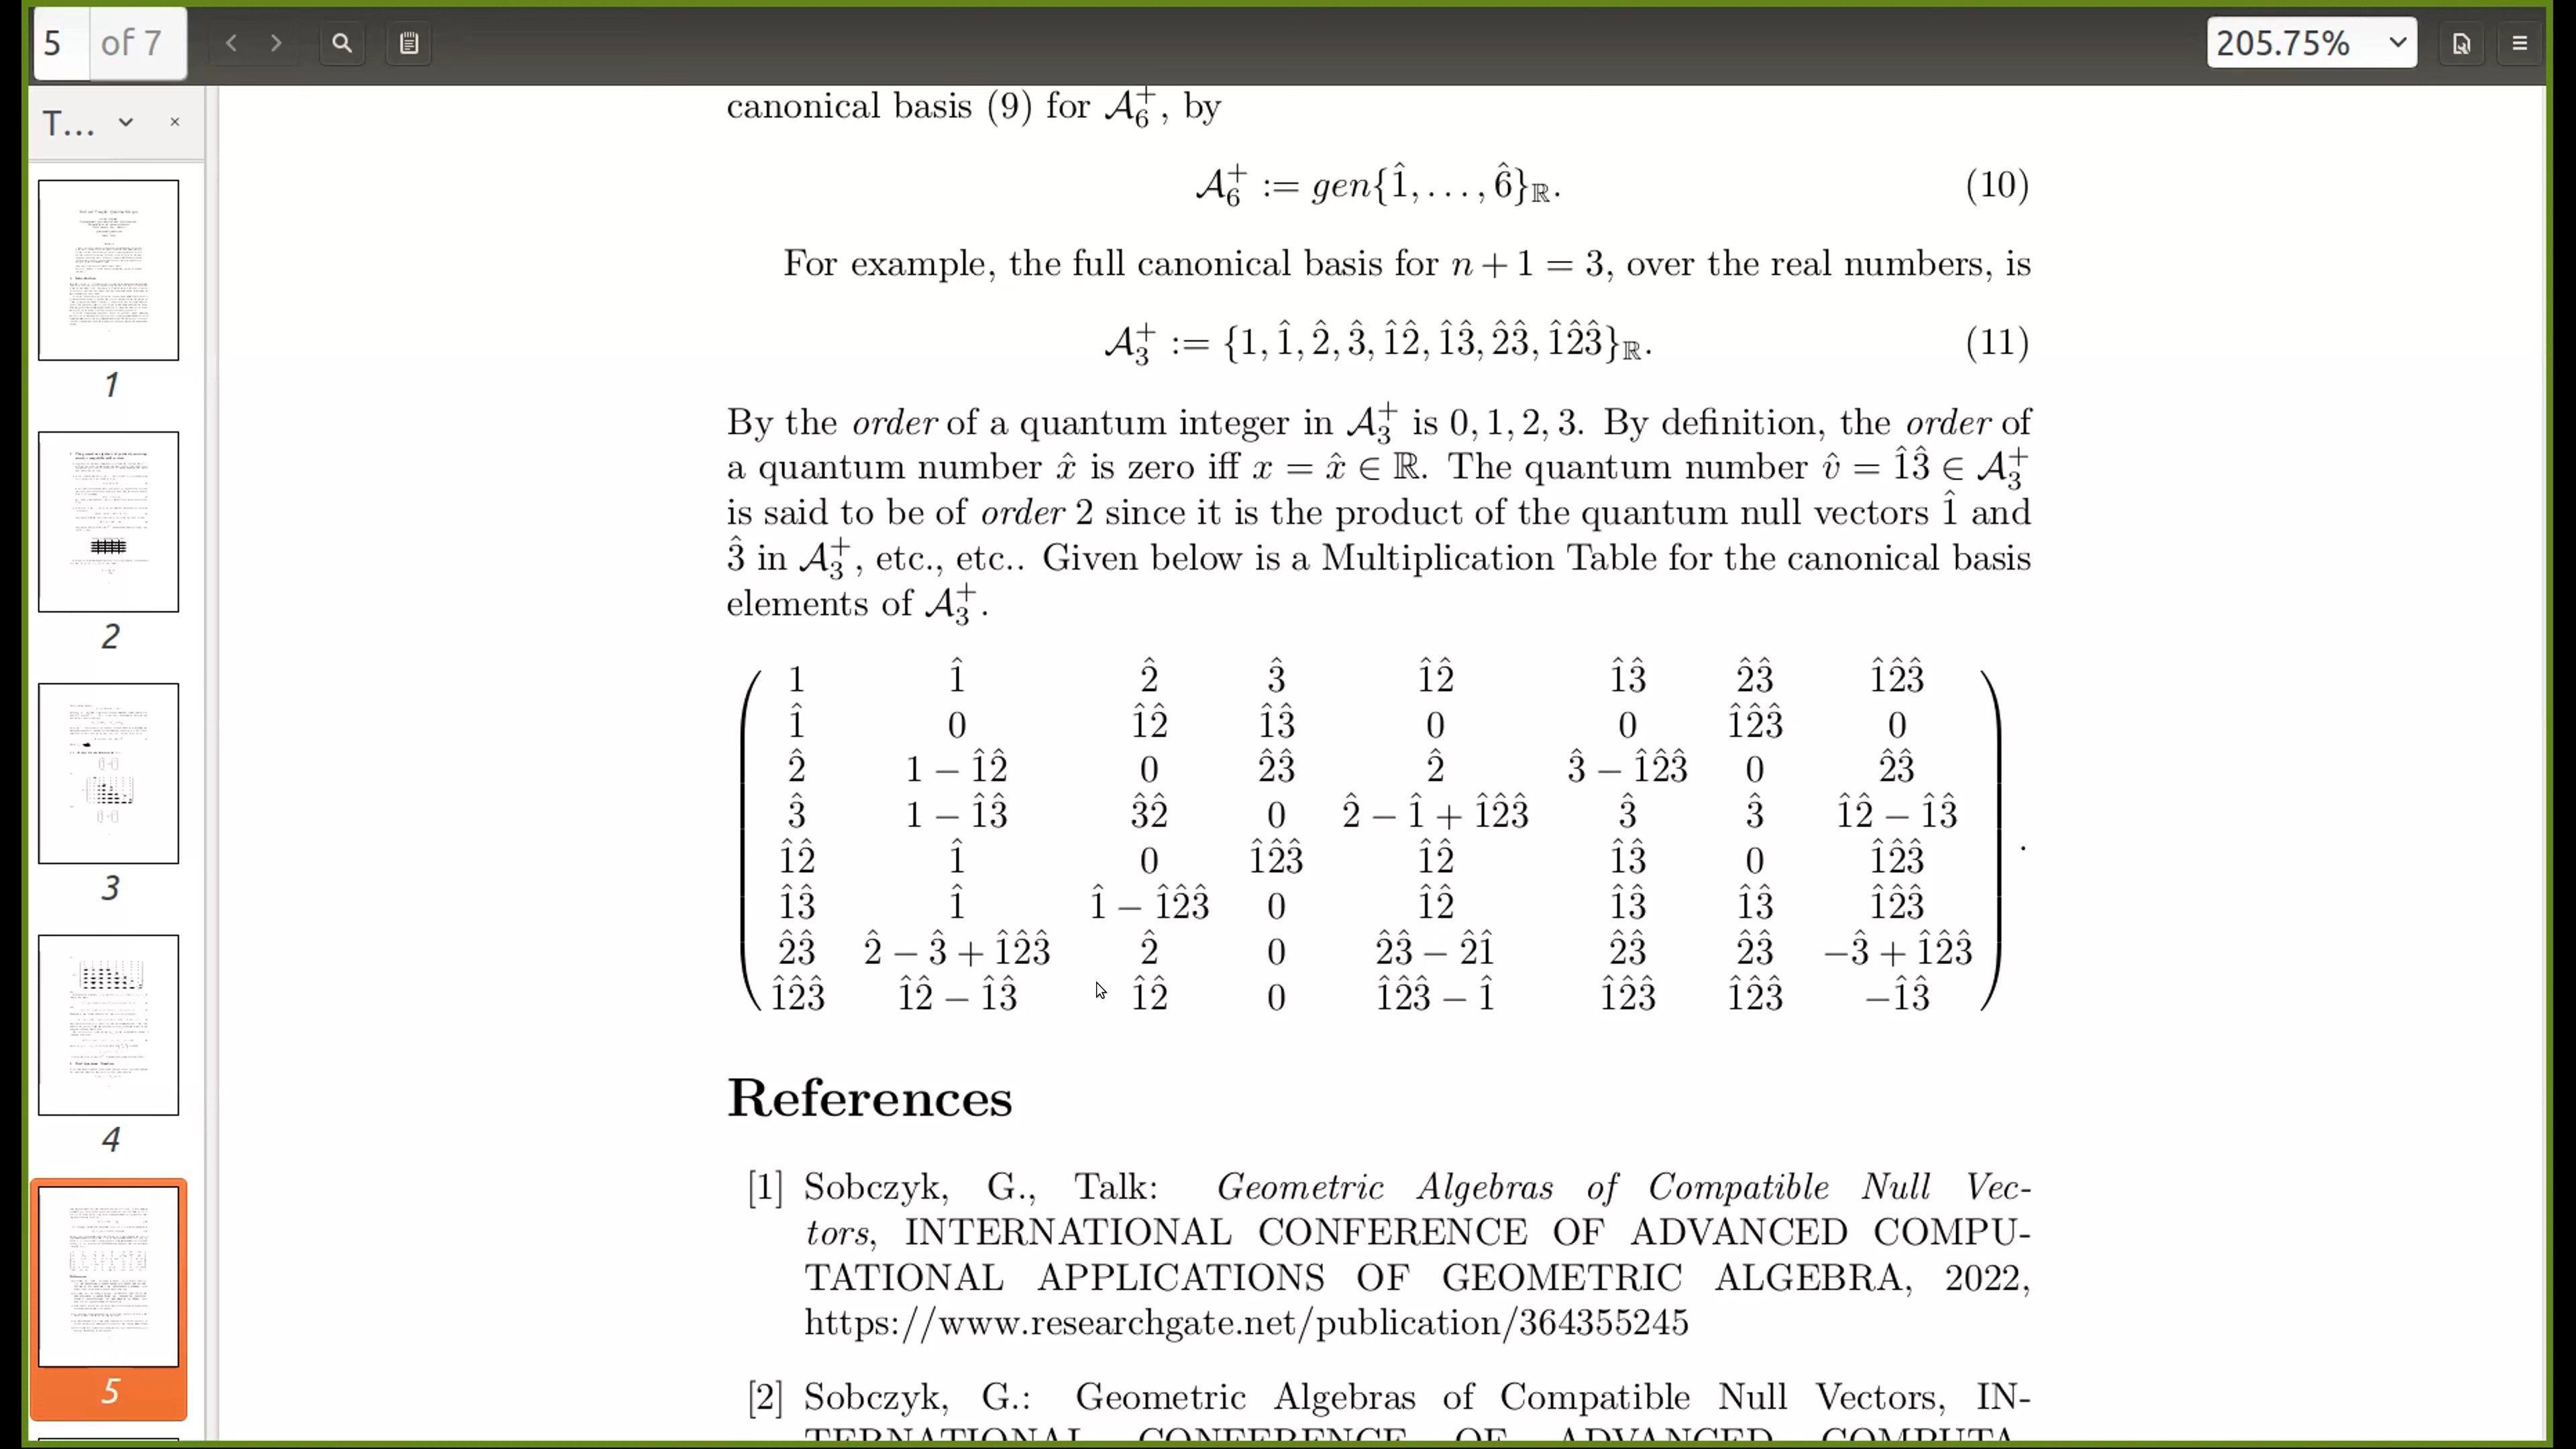 5 of 7
205.75%
T...
1
2
3
4
5
canonical basis (9) for 𝒜₆⁺, by
𝒜₆⁺ := gen{1̂, . . . , 6̂}ℝ. (10)
For example, the full canonical basis for n + 1 = 3, over the real numbers, is
𝒜₃⁺ := {1, 1̂, 2̂, 3̂, 1̂2̂, 1̂3̂, 2̂3̂, 1̂2̂3̂}ℝ. (11)
By the order of a quantum integer in 𝒜₃⁺ is 0, 1, 2, 3. By definition, the order of
a quantum number x̂ is zero iff x = x̂ ∈ ℝ. The quantum number v̂ = 1̂3̂ ∈ 𝒜₃⁺
is said to be of order 2 since it is the product of the quantum null vectors 1̂ and
3̂ in 𝒜₃⁺, etc., etc.. Given below is a Multiplication Table for the canonical basis
elements of 𝒜₃⁺.
1 1̂ 2̂ 3̂ 1̂2̂ 1̂3̂ 2̂3̂ 1̂2̂3̂
1̂ 0 1̂2̂ 1̂3̂ 0 0 1̂2̂3̂ 0
2̂ 1 − 1̂2̂ 0 2̂3̂ 2̂ 3̂ − 1̂2̂3̂ 0 2̂3̂
3̂ 1 − 1̂3̂ 3̂2̂ 0 2̂ − 1̂ + 1̂2̂3̂ 3̂ 3̂ 1̂2̂ − 1̂3̂
1̂2̂ 1̂ 0 1̂2̂3̂ 1̂2̂ 1̂3̂ 0 1̂2̂3̂
1̂3̂ 1̂ 1̂ − 1̂2̂3̂ 0 1̂2̂ 1̂3̂ 1̂3̂ 1̂2̂3̂
2̂3̂ 2̂ − 3̂ + 1̂2̂3̂ 2̂ 0 2̂3̂ − 2̂1̂ 2̂3̂ 2̂3̂ −3̂ + 1̂2̂3̂
1̂2̂3̂ 1̂2̂ − 1̂3̂ 1̂2̂ 0 1̂2̂3̂ − 1̂ 1̂2̂3̂ 1̂2̂3̂ −1̂3̂ .
References
[1] Sobczyk, G., Talk: Geometric Algebras of Compatible Null Vec-
tors, INTERNATIONAL CONFERENCE OF ADVANCED COMPU-
TATIONAL APPLICATIONS OF GEOMETRIC ALGEBRA, 2022,
https://www.researchgate.net/publication/364355245
[2] Sobczyk, G.: Geometric Algebras of Compatible Null Vectors, IN-
TERNATIONAL CONFERENCE OF ADVANCED COMPUTA-